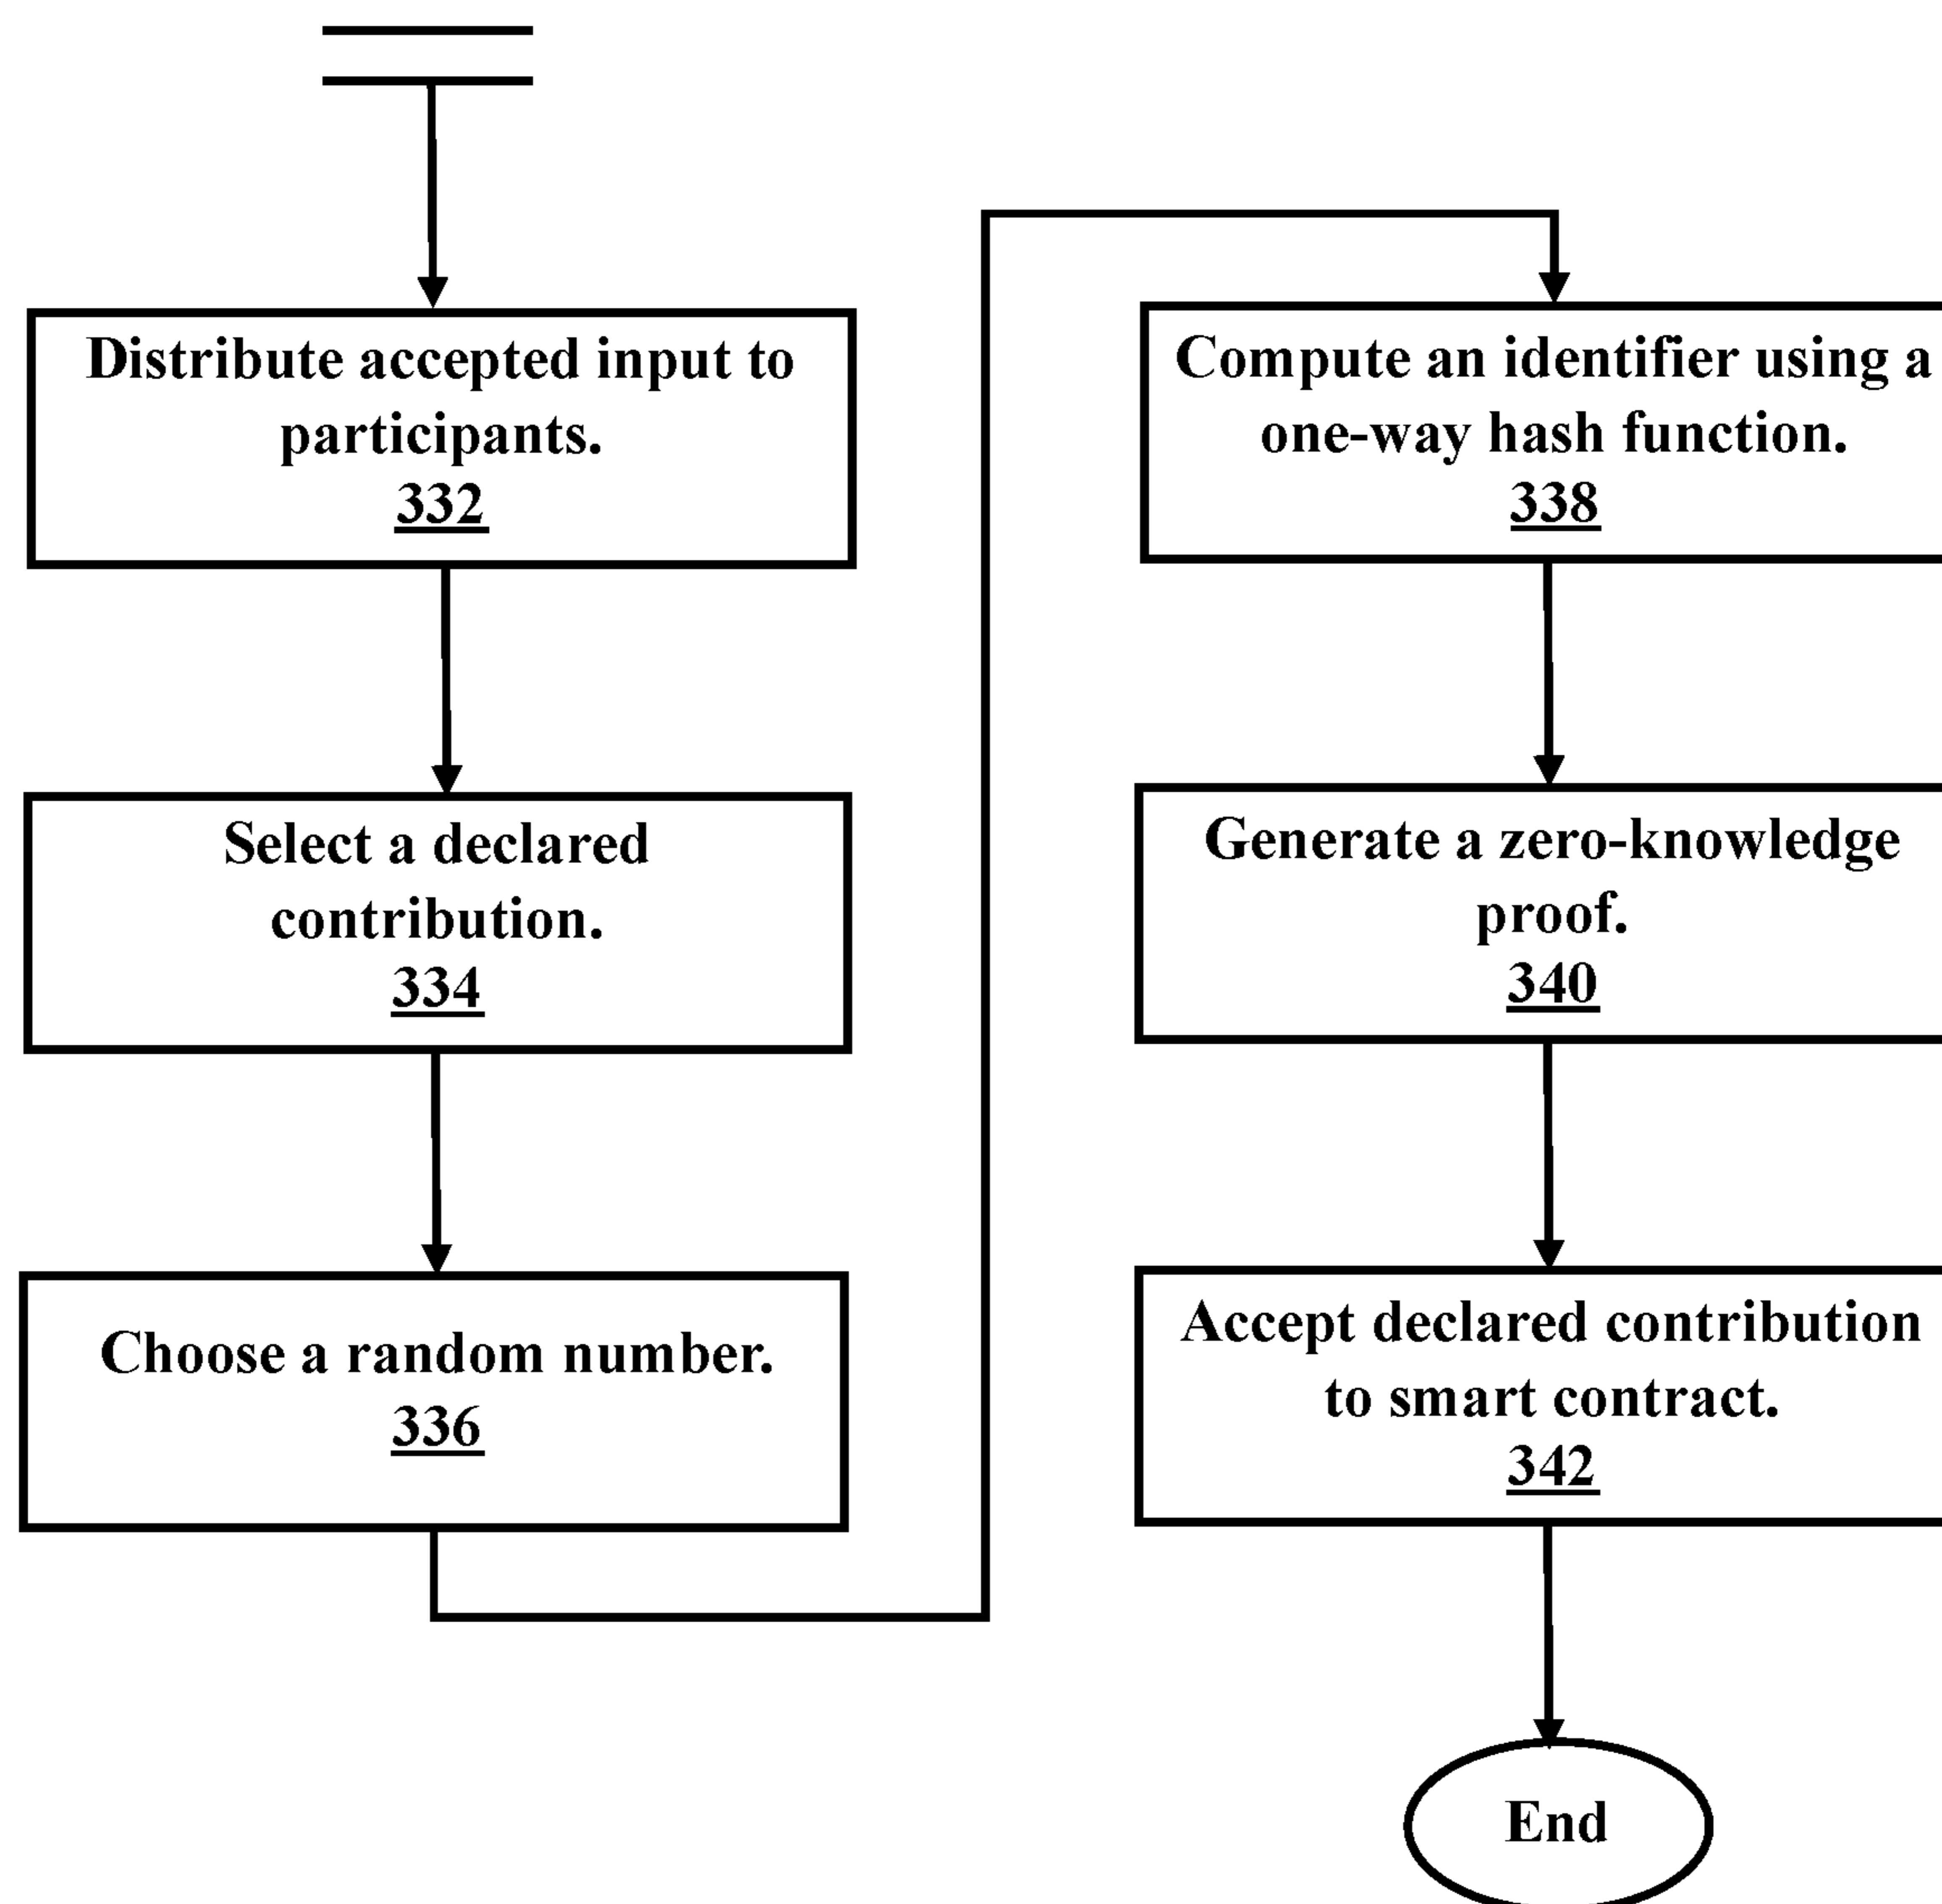 Distribute accepted input to
participants.
332
Select a declared
contribution.
334
Choose a random number.
336
Compute an identifier using a
one-way hash function.
338
Generate a zero-knowledge
proof.
340
Accept declared contribution
to smart contract.
342
End